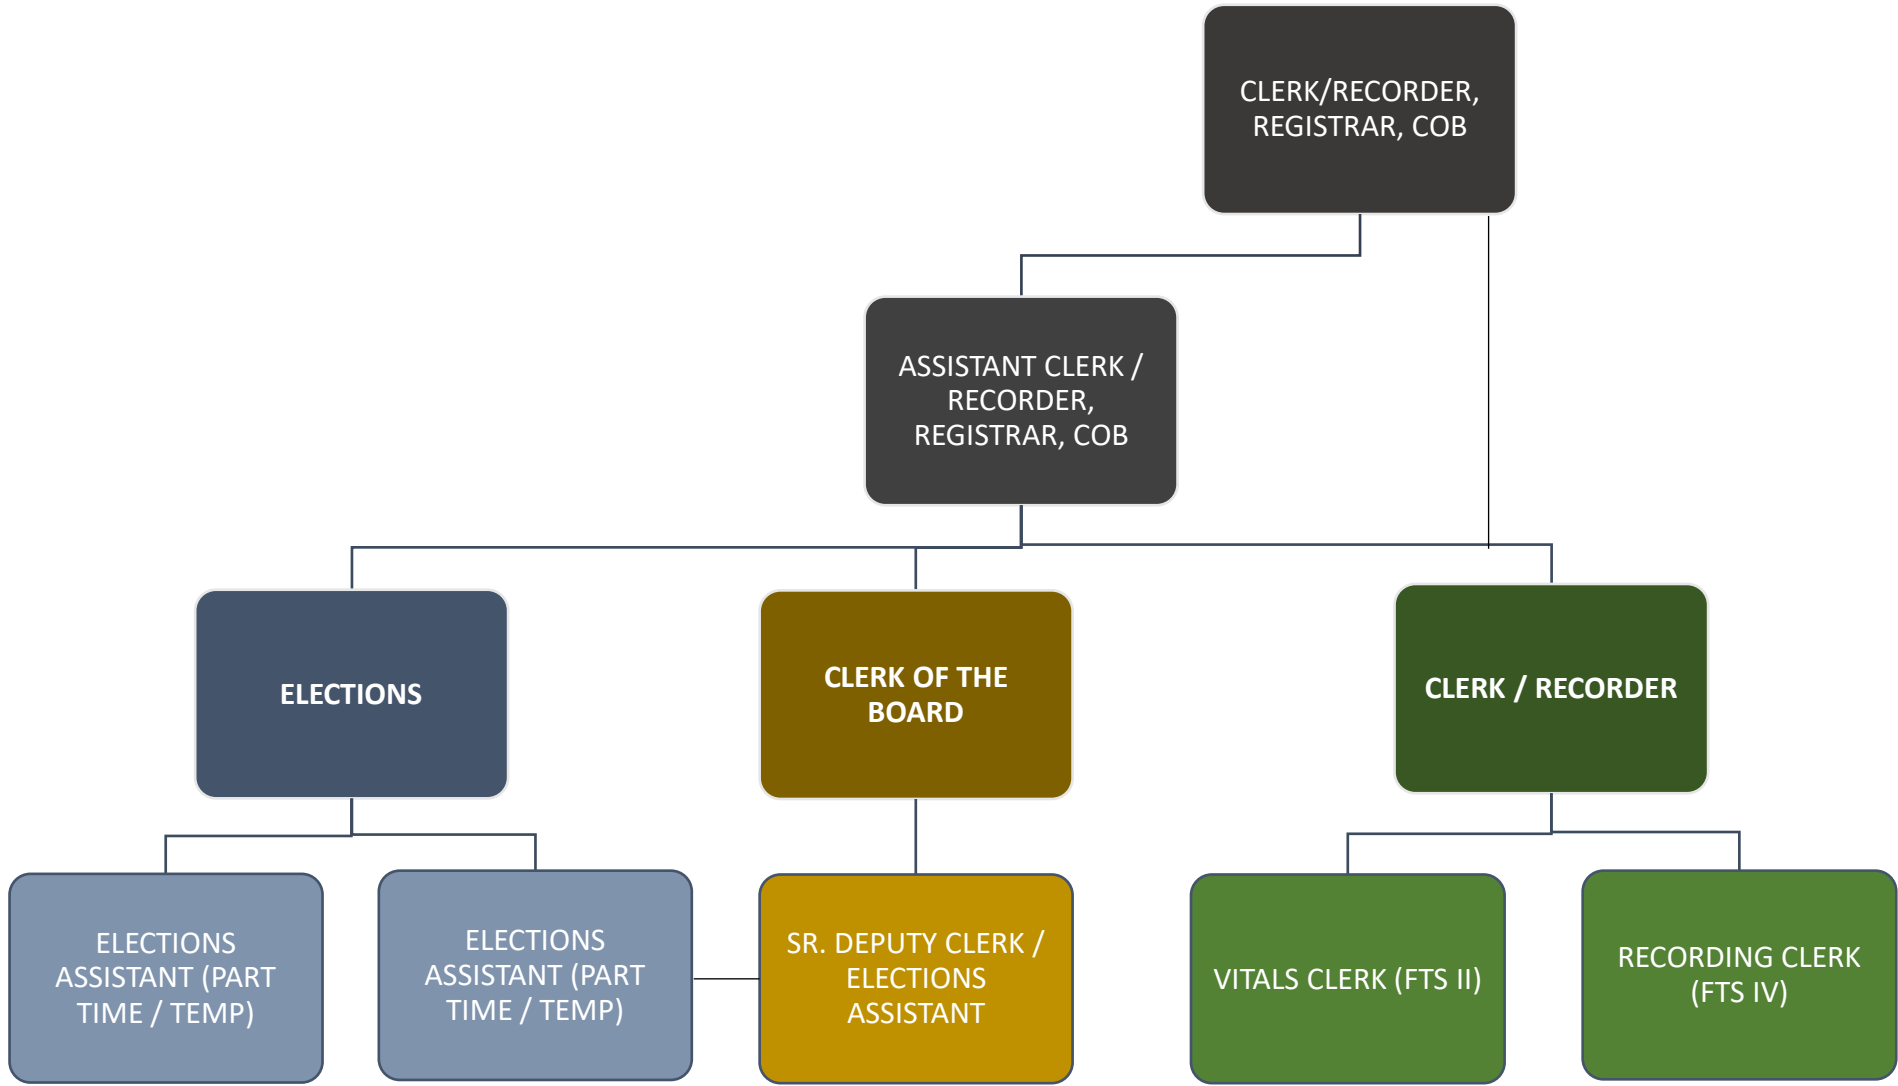 CLERK/RECORDER,
REGISTRAR, COB
ASSISTANT CLERK /
RECORDER,
REGISTRAR, COB
ELECTIONS
CLERK OF THE
BOARD
CLERK / RECORDER
ELECTIONS
ASSISTANT (PART
TIME / TEMP)
ELECTIONS
ASSISTANT (PART
TIME / TEMP)
SR. DEPUTY CLERK /
ELECTIONS
ASSISTANT
VITALS CLERK (FTS II)
RECORDING CLERK
(FTS IV)